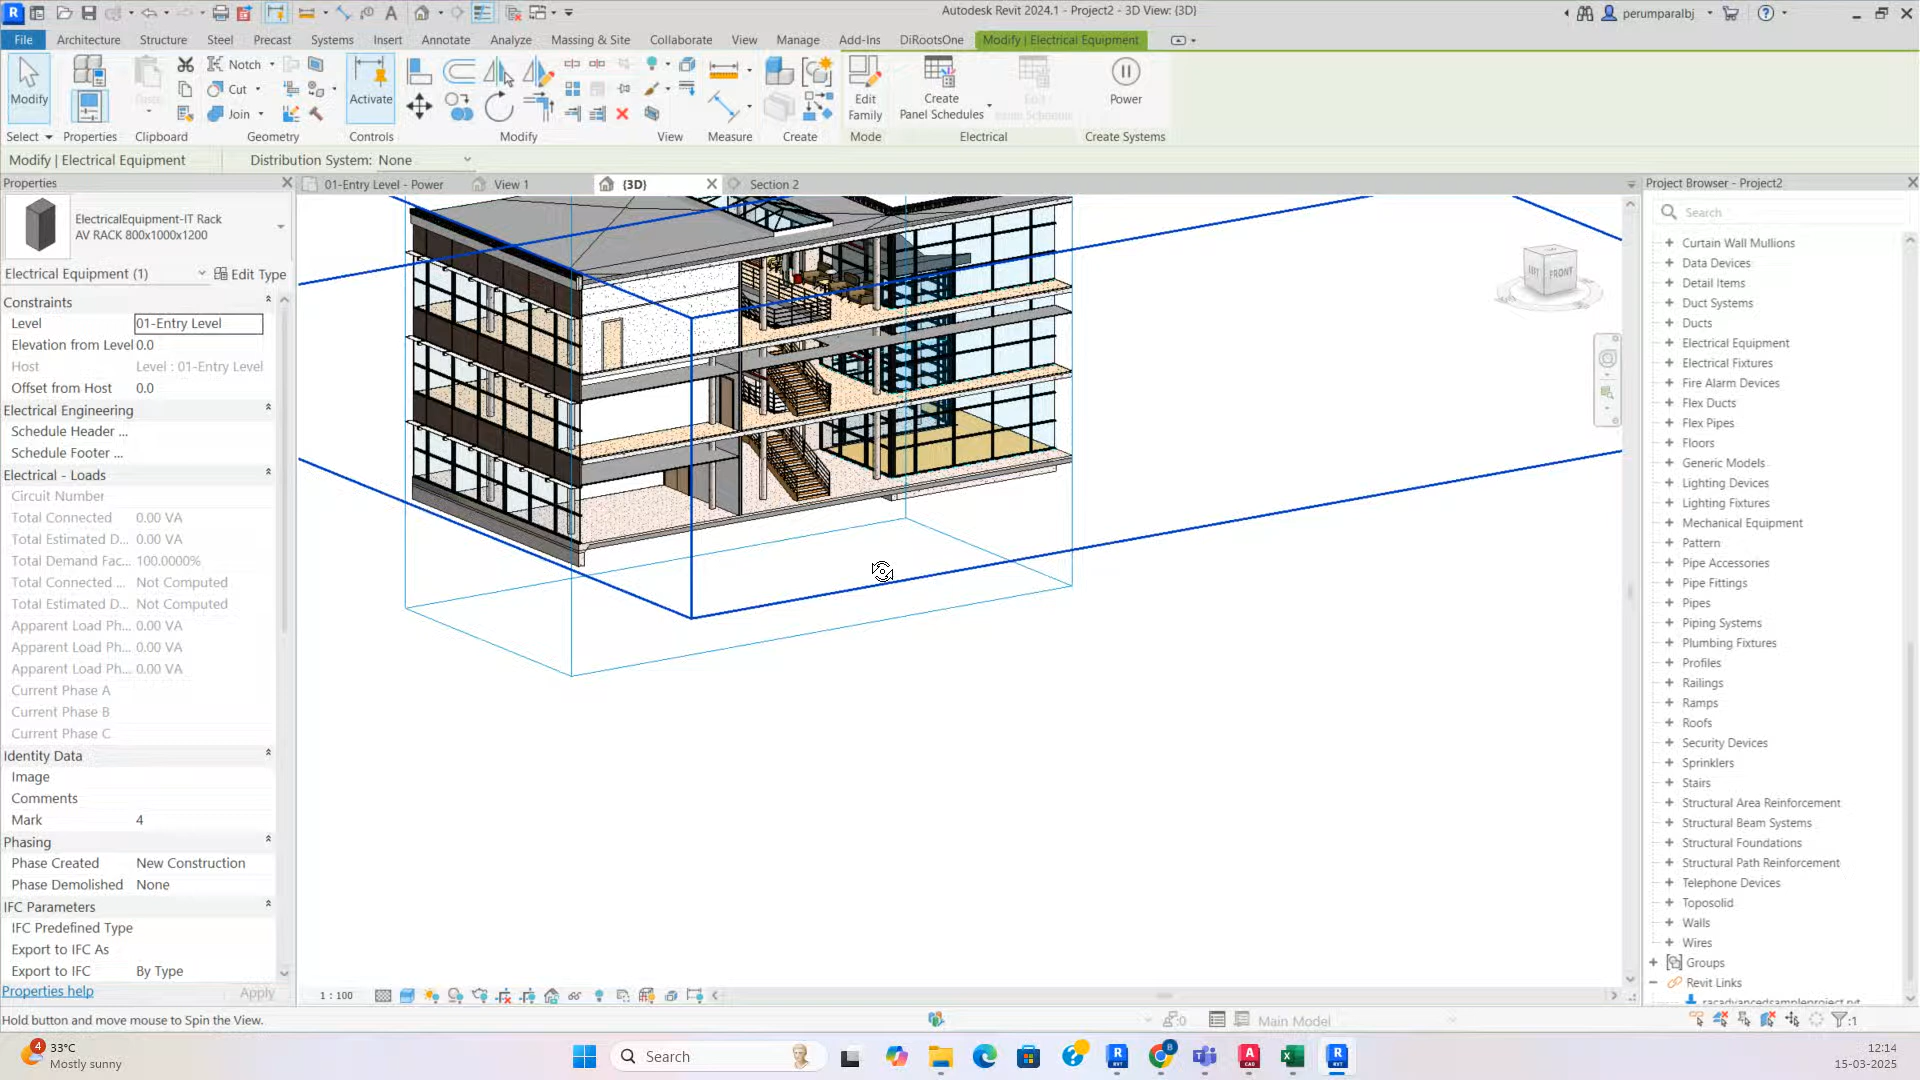 Autodesk Revit 2024.1 - Project2 - 3D View: {3D}
perumparalbj
File
Architecture
Structure
Steel
Precast
Systems
Insert
Annotate
Analyze
Massing & Site
Collaborate
View
Manage
Add-Ins
DiRootsOne
Modify | Electrical Equipment
Modify
Notch
Cut
Join
Activate
Edit
Family
Create
Panel Schedules
Power
Select
Properties
Clipboard
Geometry
Controls
Modify
View
Measure
Create
Mode
Electrical
Create Systems
Modify | Electrical Equipment
Distribution System: None
Properties
ElectricalEquipment-IT Rack
AV RACK 800x1000x1200
Electrical Equipment (1)
Edit Type
Constraints
Level 01-Entry Level
Elevation from Level 0.0
Host Level : 01-Entry Level
Offset from Host 0.0
Electrical Engineering
Schedule Header ...
Schedule Footer ...
Electrical - Loads
Circuit Number
Total Connected 0.00 VA
Total Estimated D... 0.00 VA
Total Demand Fac... 100.0000%
Total Connected ... Not Computed
Total Estimated D... Not Computed
Apparent Load Ph... 0.00 VA
Apparent Load Ph... 0.00 VA
Apparent Load Ph... 0.00 VA
Current Phase A
Current Phase B
Current Phase C
Identity Data
Image
Comments
Mark 4
Phasing
Phase Created New Construction
Phase Demolished None
IFC Parameters
IFC Predefined Type
Export to IFC As
Export to IFC By Type
Properties help
Apply
01-Entry Level - Power
View 1
{3D}
Section 2
FRONT
1 : 100
Project Browser - Project2
Search
Curtain Wall Mullions
Data Devices
Detail Items
Duct Systems
Ducts
Electrical Equipment
Electrical Fixtures
Fire Alarm Devices
Flex Ducts
Flex Pipes
Floors
Generic Models
Lighting Devices
Lighting Fixtures
Mechanical Equipment
Pattern
Pipe Accessories
Pipe Fittings
Pipes
Piping Systems
Plumbing Fixtures
Profiles
Railings
Ramps
Roofs
Security Devices
Sprinklers
Stairs
Structural Area Reinforcement
Structural Beam Systems
Structural Foundations
Structural Path Reinforcement
Telephone Devices
Toposolid
Walls
Wires
Groups
Revit Links
racadvancedsampleproject.rvt
Hold button and move mouse to Spin the View.
:0
Main Model
:1
4
33°C
Mostly sunny
Search
12:14
15-03-2025